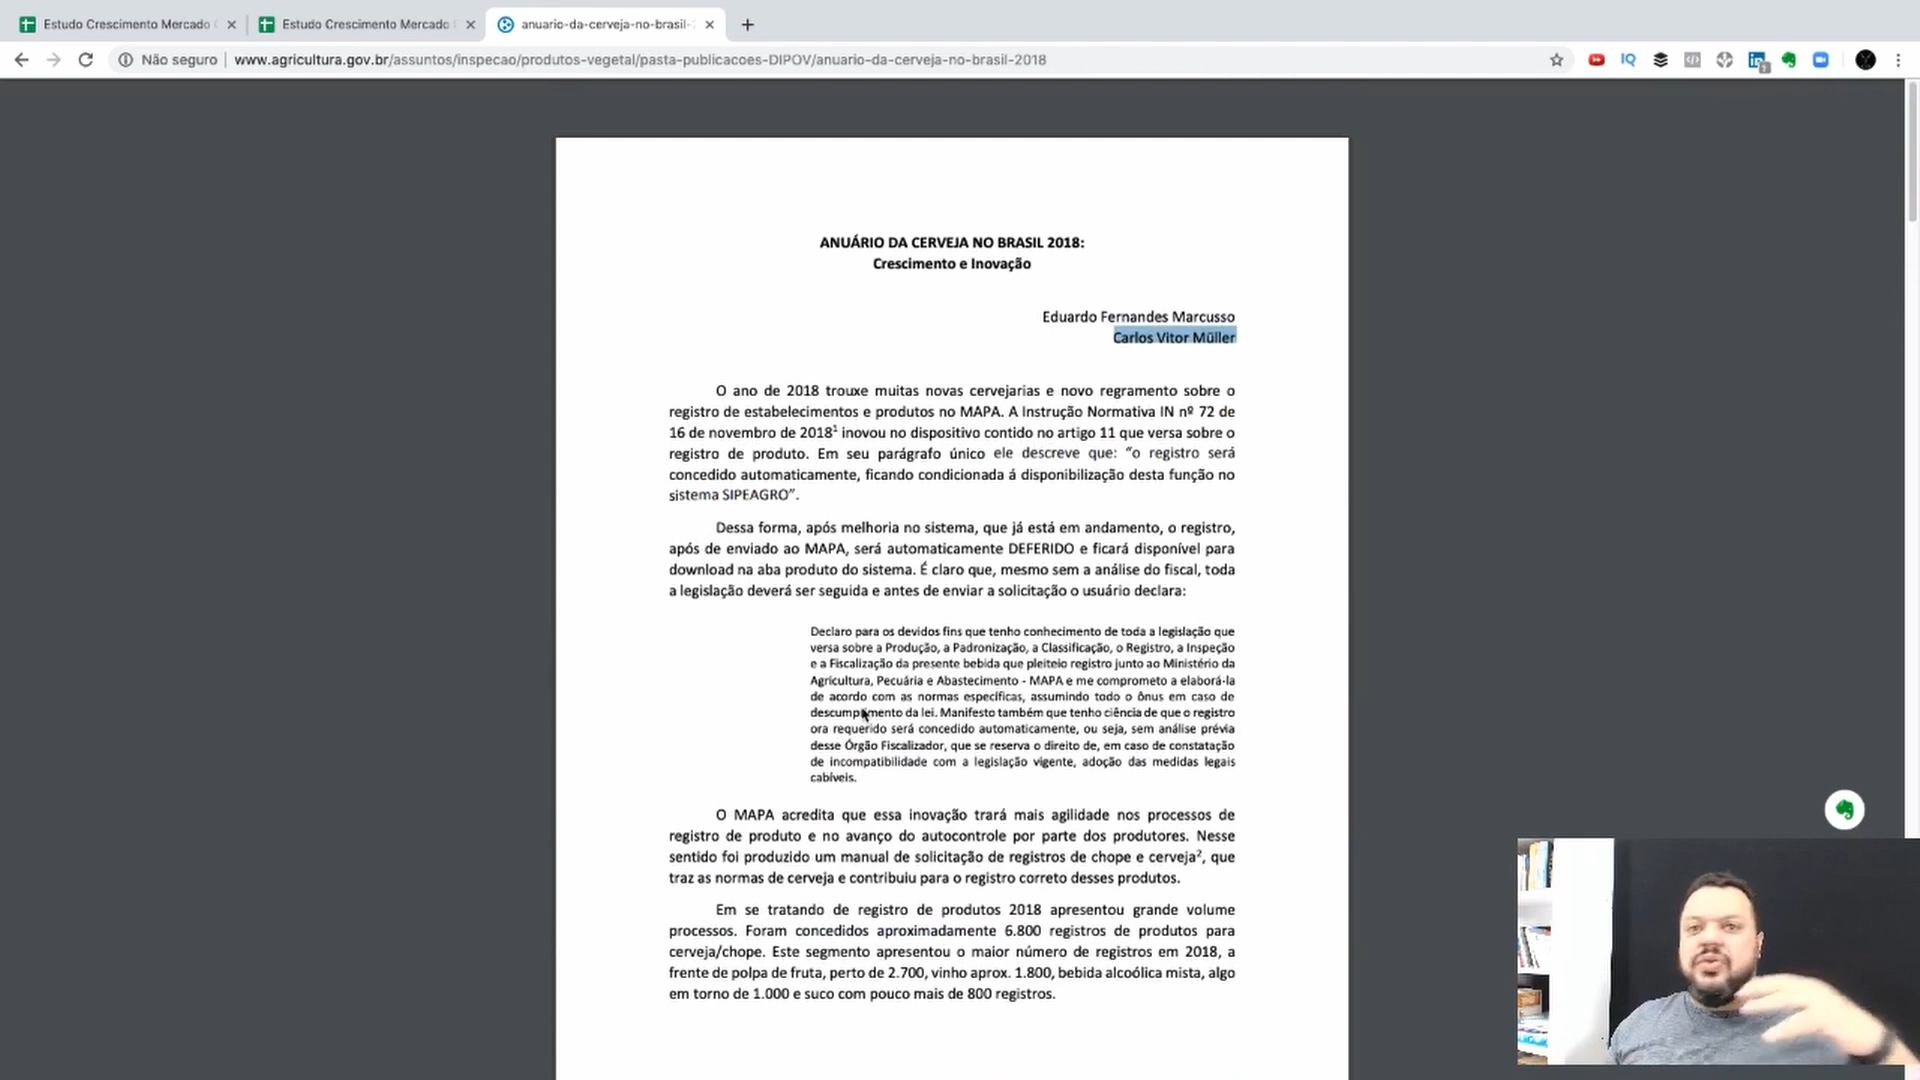 Estudo Crescimento Mercado
Estudo Crescimento Mercado
anuario-da-cerveja-no-brasil-
Não seguro
www.agricultura.gov.br/assuntos/inspecao/produtos-vegetal/pasta-publicacoes-DIPOV/anuario-da-cerveja-no-brasil-2018
IQ
ANUÁRIO DA CERVEJA NO BRASIL 2018:
Crescimento e Inovação
Eduardo Fernandes Marcusso
Carlos Vitor Müller
O ano de 2018 trouxe muitas novas cervejarias e novo regramento sobre o
registro de estabelecimentos e produtos no MAPA. A Instrução Normativa IN nº 72 de
16 de novembro de 2018¹ inovou no dispositivo contido no artigo 11 que versa sobre o
registro de produto. Em seu parágrafo único ele descreve que: “o registro será
concedido automaticamente, ficando condicionada á disponibilização desta função no
sistema SIPEAGRO”.
Dessa forma, após melhoria no sistema, que já está em andamento, o registro,
após de enviado ao MAPA, será automaticamente DEFERIDO e ficará disponível para
download na aba produto do sistema. É claro que, mesmo sem a análise do fiscal, toda
a legislação deverá ser seguida e antes de enviar a solicitação o usuário declara:
Declaro para os devidos fins que tenho conhecimento de toda a legislação que
versa sobre a Produção, a Padronização, a Classificação, o Registro, a Inspeção
e a Fiscalização da presente bebida que pleiteio registro junto ao Ministério da
Agricultura, Pecuária e Abastecimento - MAPA e me comprometo a elaborá-la
de acordo com as normas específicas, assumindo todo o ônus em caso de
descumprimento da lei. Manifesto também que tenho ciência de que o registro
ora requerido será concedido automaticamente, ou seja, sem análise prévia
desse Órgão Fiscalizador, que se reserva o direito de, em caso de constatação
de incompatibilidade com a legislação vigente, adoção das medidas legais
cabíveis.
O MAPA acredita que essa inovação trará mais agilidade nos processos de
registro de produto e no avanço do autocontrole por parte dos produtores. Nesse
sentido foi produzido um manual de solicitação de registros de chope e cerveja², que
traz as normas de cerveja e contribuiu para o registro correto desses produtos.
Em se tratando de registro de produtos 2018 apresentou grande volume
processos. Foram concedidos aproximadamente 6.800 registros de produtos para
cerveja/chope. Este segmento apresentou o maior número de registros em 2018, a
frente de polpa de fruta, perto de 2.700, vinho aprox. 1.800, bebida alcoólica mista, algo
em torno de 1.000 e suco com pouco mais de 800 registros.